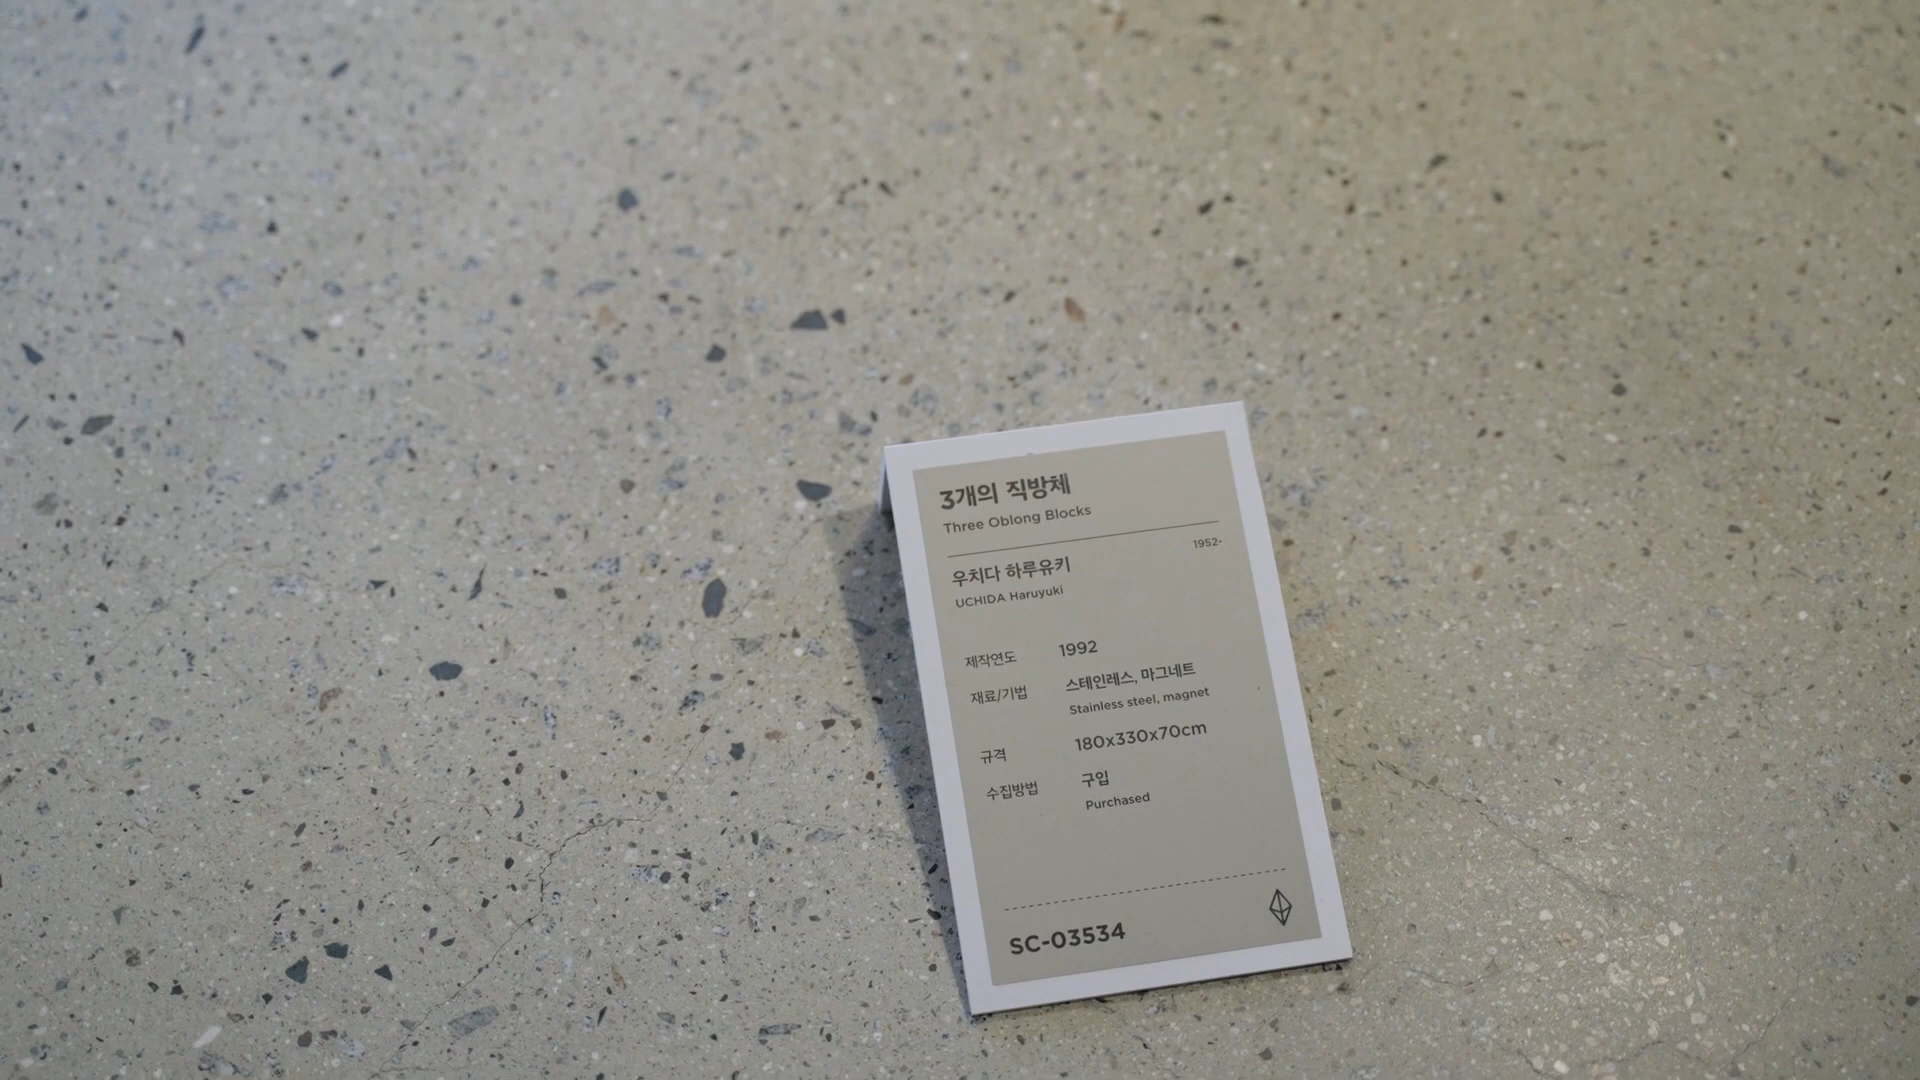 3개의 직방체
Three Oblong Blocks
1952-
우치다 하루유키
UCHIDA Haruyuki
제작연도 1992
재료/기법 스테인레스, 마그네트
Stainless steel, magnet
규격 180x330x70cm
수집방법 구입
Purchased
SC-03534